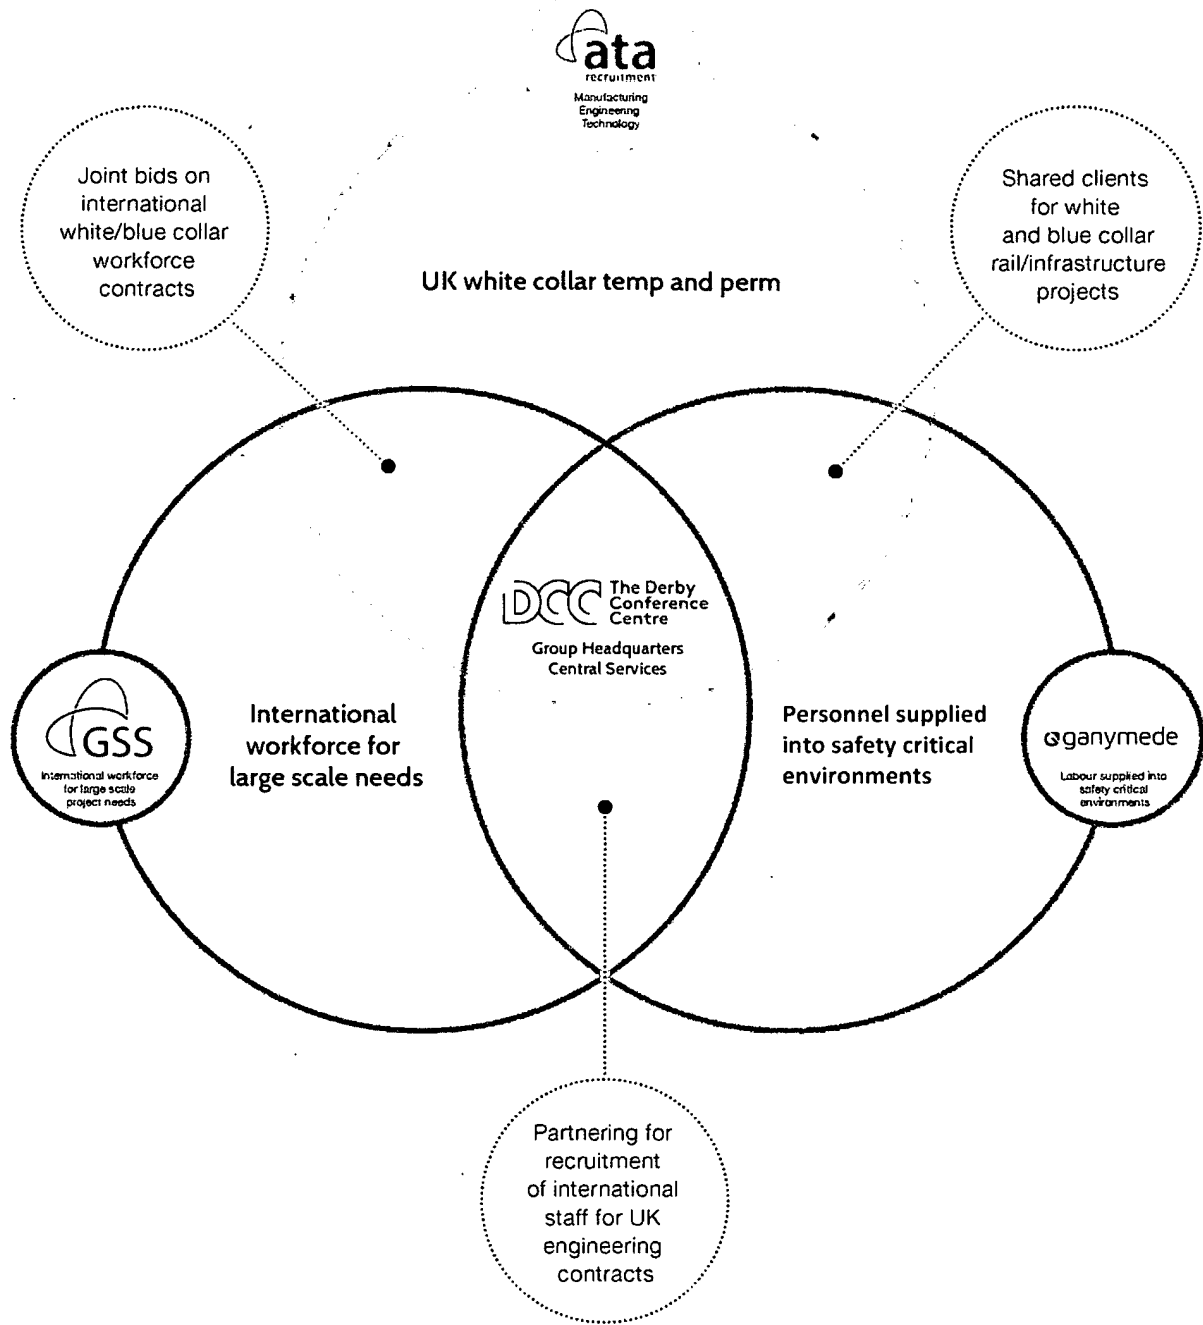 ata
recruitment
Manufacturing
Engineering
Technology
Joint bids on
international
white/blue collar
workforce
contracts
Shared clients
for white
and blue collar
rail/infrastructure
projects
UK white collar temp and perm
DCC The Derby
Conference
Centre
Group Headquarters
Central Services
GSS
International workforce
for large scale
project needs
International
workforce for
large scale needs
Personnel supplied
into safety critical
environments
ganymede
Labour supplied into
safety critical
environments
Partnering for
recruitment
of international
staff for UK
engineering
contracts